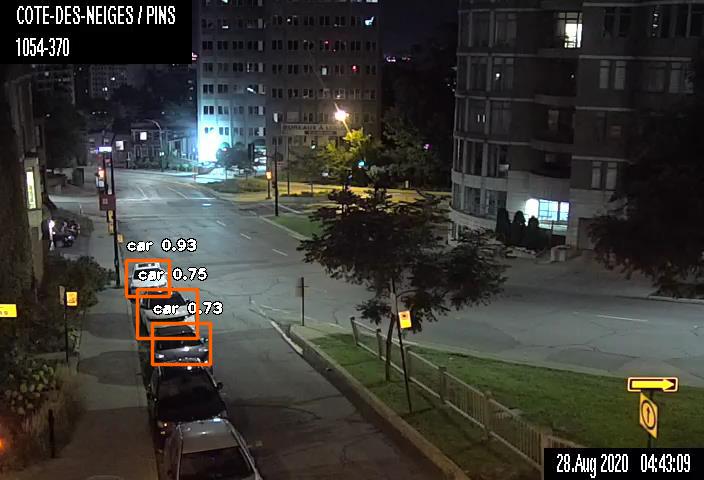 COTE-DES-NEIGES / PINS
1054-370
car 0.93
car 0.75
car 0.73
28.Aug 2020 04:43:09